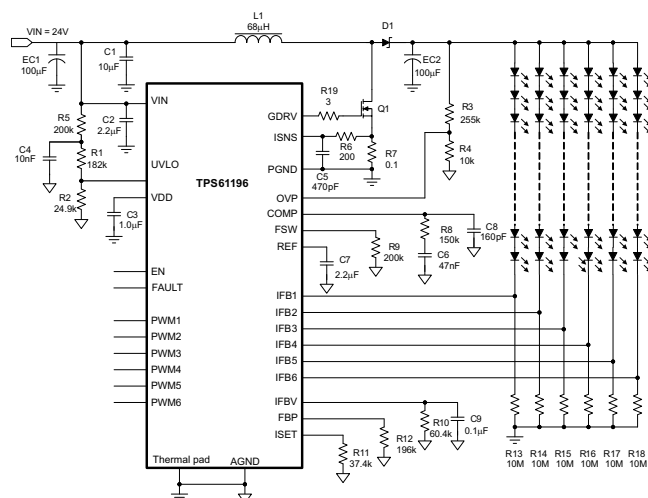 L1
68µH
D1
VIN = 24V
EC1
100µF
C1
10µF
EC2
100µF
R5
200k
C2
2.2µF
C4
10nF
R1
182k
R2
24.9k
C3
1.0µF
VIN
UVLO
VDD
TPS61196
EN
FAULT
PWM1
PWM2
PWM3
PWM4
PWM5
PWM6
Thermal pad
AGND
GDRV
ISNS
PGND
OVP
COMP
FSW
REF
IFB1
IFB2
IFB3
IFB4
IFB5
IFB6
IFBV
FBP
ISET
R19
3
Q1
R6
200
C5
470pF
R7
0.1
R3
255k
R4
10k
R8
150k
C8
160pF
C6
47nF
R9
200k
C7
2.2µF
R10
60.4k
C9
0.1µF
R12
196k
R11
37.4k
R13 R14 R15 R16 R17 R18
10M 10M 10M 10M 10M 10M